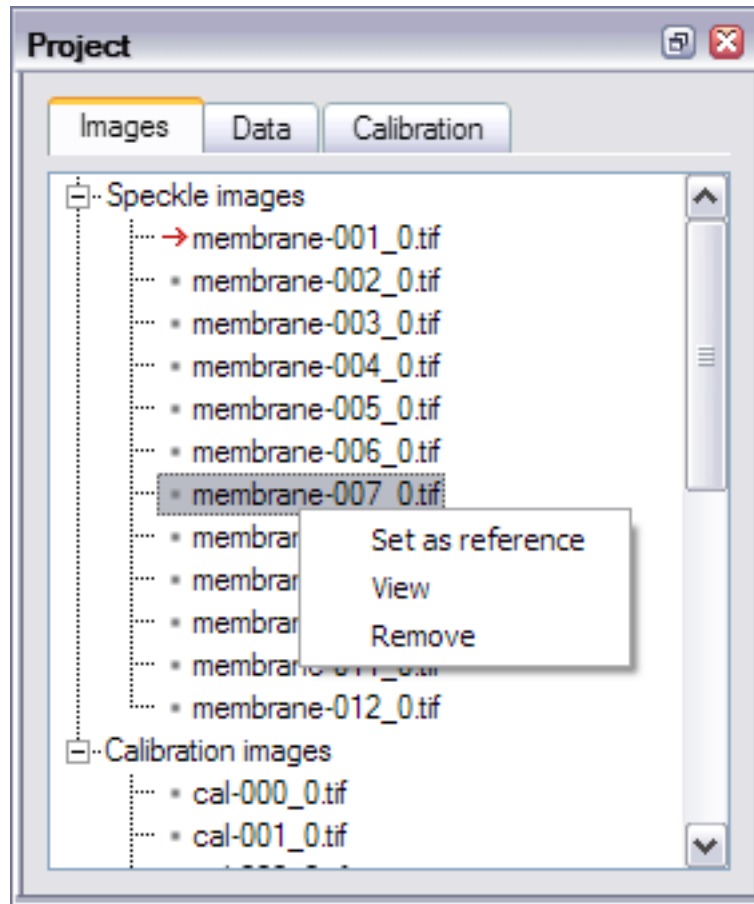 Project
Images Data Calibration
Speckle images
membrane-001_0.tif
membrane-002_0.tif
membrane-003_0.tif
membrane-004_0.tif
membrane-005_0.tif
membrane-006_0.tif
membrane-007_0.tif
Set as reference
View
Remove
membrane-012_0.tif
Calibration images
cal-000_0.tif
cal-001_0.tif